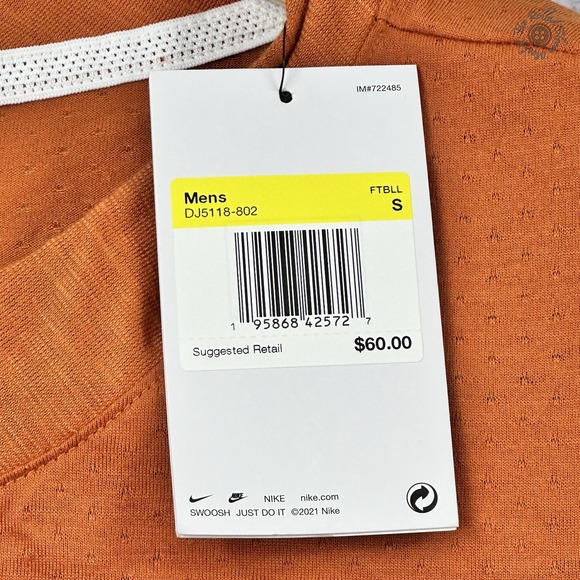 IM#722485
Mens FTBLL
DJ5118-802 S
1 95868 42572 7
Suggested Retail $60.00
NIKE nike.com
SWOOSH JUST DO IT ©2021 Nike